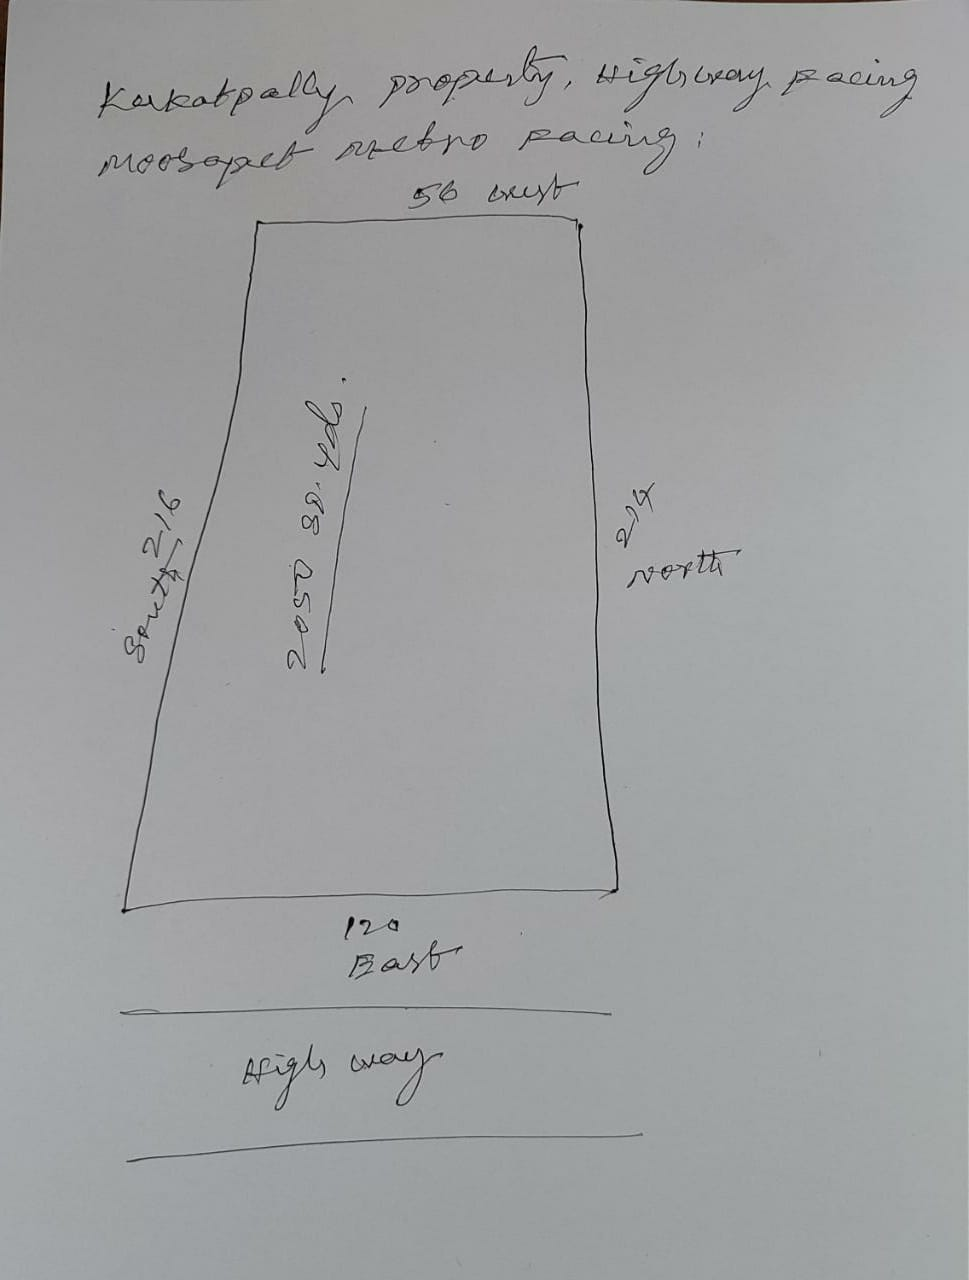 Kukatpally property, Highway Facing
Moosapet metro Facing:
56 west
South 216
2050 SQ. Yds.
214
North
120
East
High way